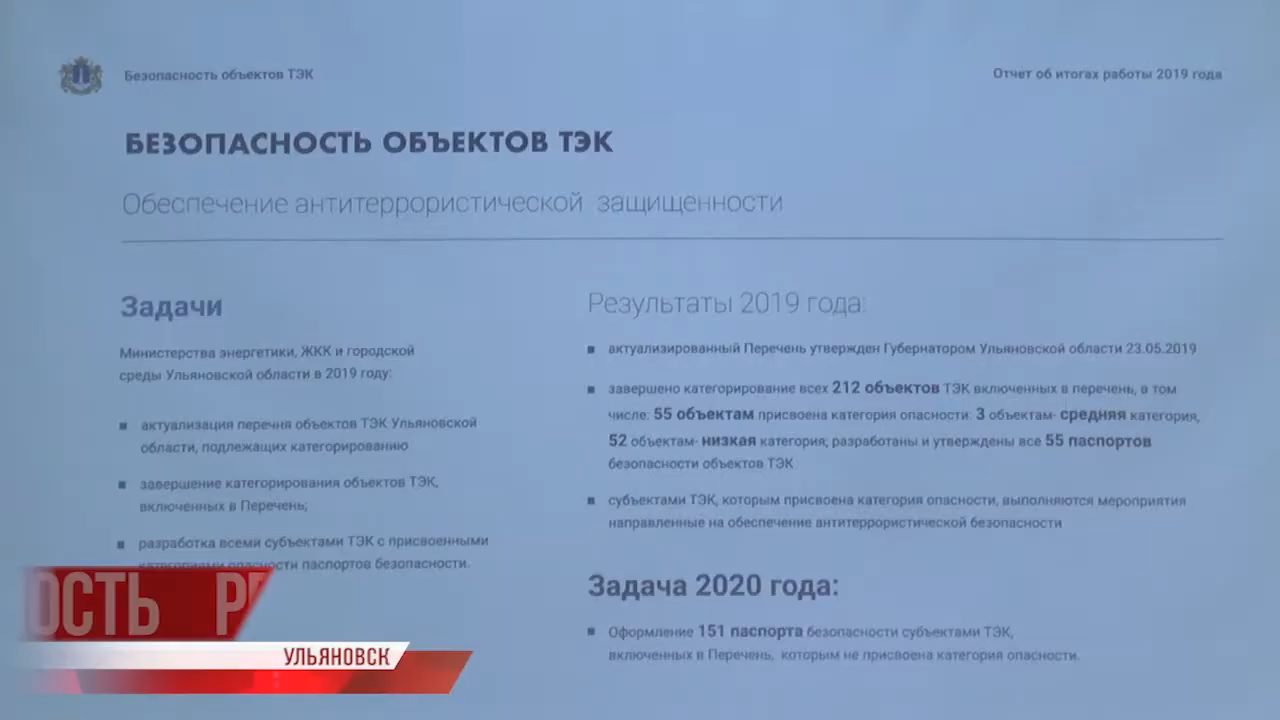 Безопасность объектов ТЭК
Отчет об итогах работы 2019 года
БЕЗОПАСНОСТЬ ОБЪЕКТОВ ТЭК
Обеспечение антитеррористической защищенности
Задачи
Министерства энергетики, ЖКК и городской
среды Ульяновской области в 2019 году:
актуализация перечня объектов ТЭК Ульяновской
области, подлежащих категорированию
завершение категорирования объектов ТЭК,
включенных в Перечень;
разработка всеми субъектами ТЭК с присвоенными
категориями опасности паспортов безопасности.
Результаты 2019 года:
актуализированный Перечень утвержден Губернатором Ульяновской области 23.05.2019
завершено категорирование всех 212 объектов ТЭК включенных в перечень, в том
числе: 55 объектам присвоена категория опасности: 3 объектам- средняя категория,
52 объектам- низкая категория; разработаны и утверждены все 55 паспортов
безопасности объектов ТЭК
субъектами ТЭК, которым присвоена категория опасности, выполняются мероприятия
направленные на обеспечение антитеррористической безопасности
Задача 2020 года:
Оформление 151 паспорта безопасности субъектами ТЭК,
включенных в Перечень, которым не присвоена категория опасности.
ОСТЬ
УЛЬЯНОВСК